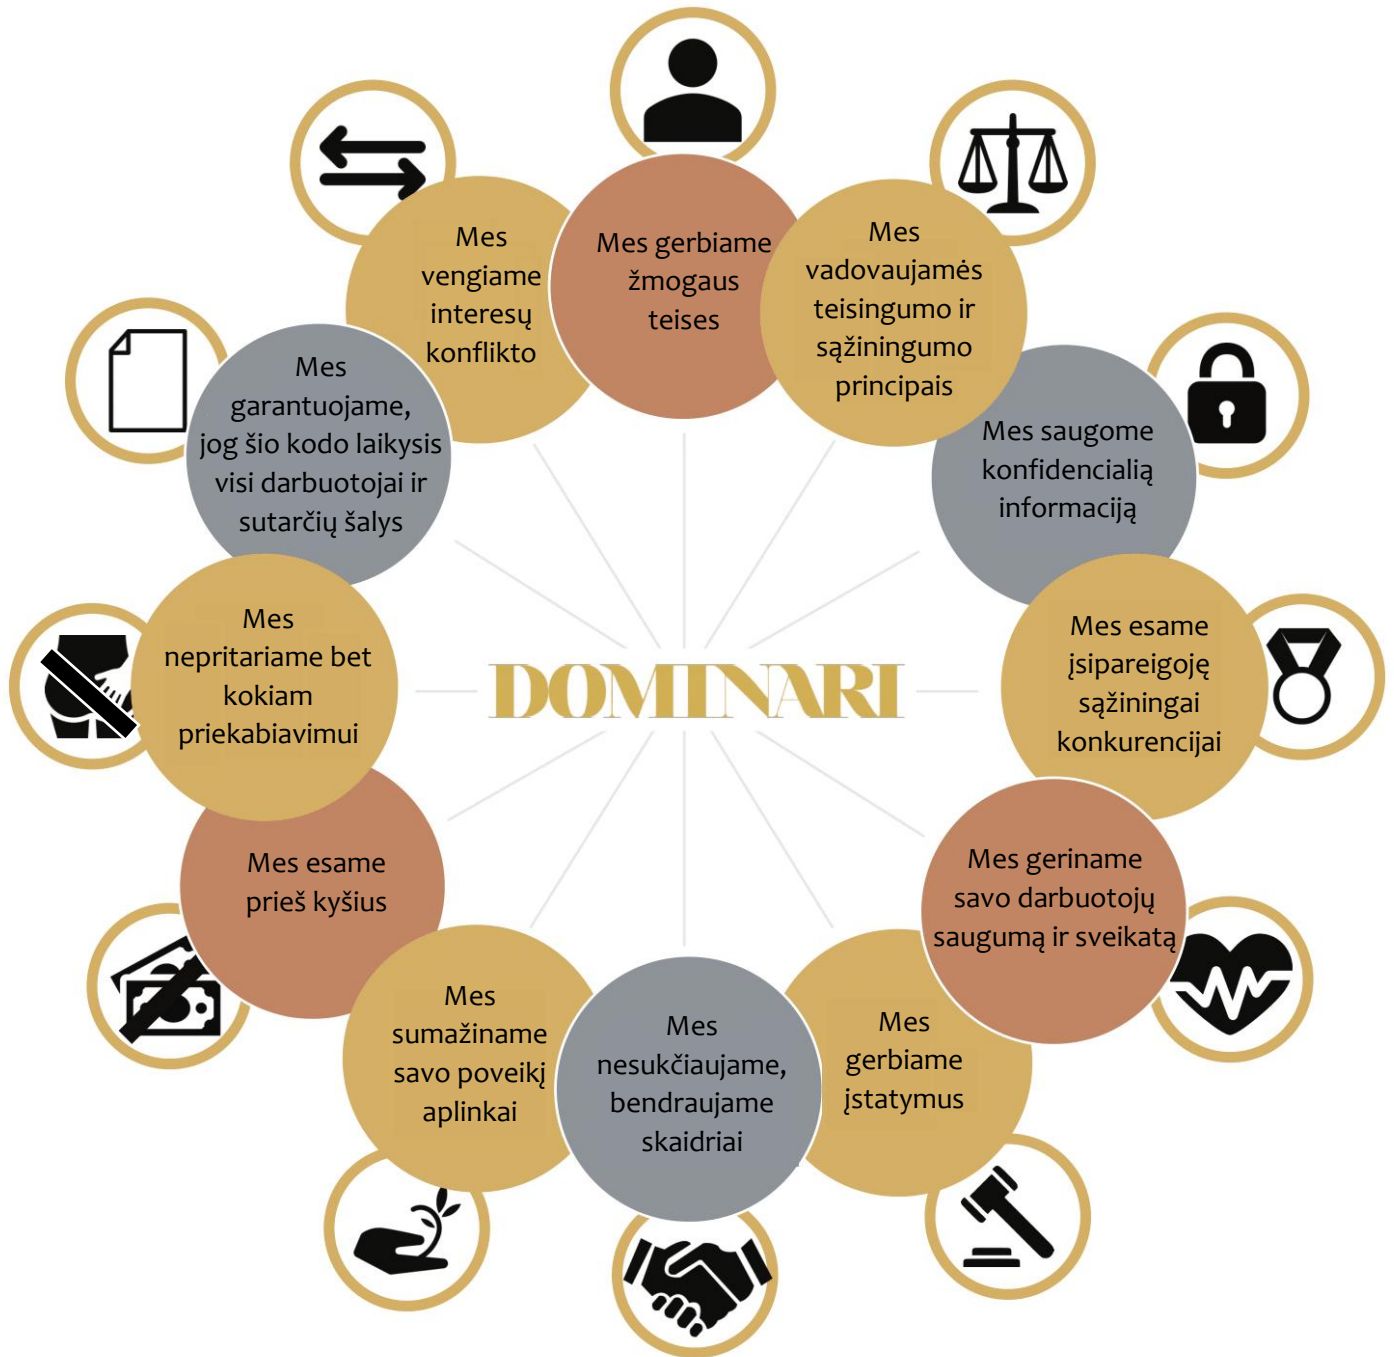 Mes gerbiame
žmogaus
teises
Mes
vadovaujamės
teisingumo ir
sąžiningumo
principais
Mes saugome
konfidencialią
informaciją
Mes esame
įsipareigoję
sąžiningai
konkurencijai
Mes geriname
savo darbuotojų
saugumą ir sveikatą
Mes
gerbiame
įstatymus
Mes
nesukčiaujame,
bendraujame
skaidriai
Mes
sumažiname
savo poveikį
aplinkai
Mes esame
prieš kyšius
Mes
nepritariame bet
kokiam
priekabiavimui
Mes
garantuojame,
jog šio kodo laikysis
visi darbuotojai ir
sutarčių šalys
Mes
vengiame
interesų
konflikto
DOMINARI